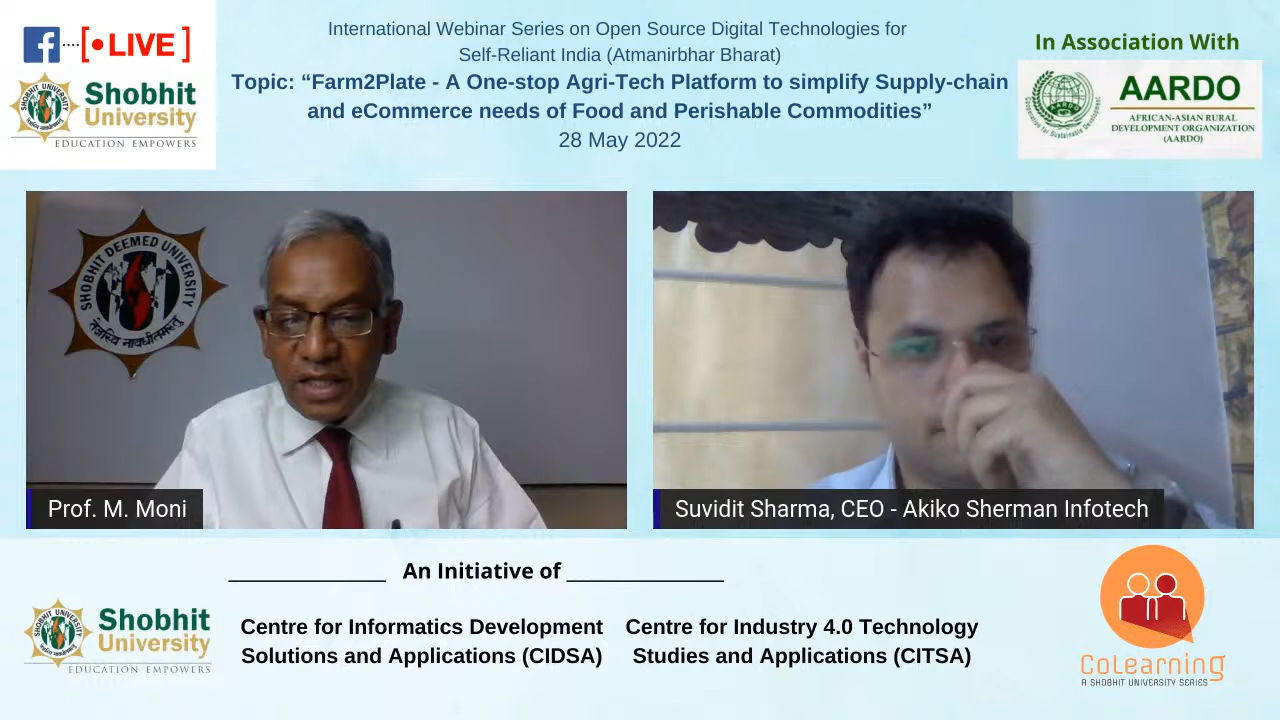 f
LIVE
Shobhit
University
EDUCATION EMPOWERS
International Webinar Series on Open Source Digital Technologies for
Self-Reliant India (Atmanirbhar Bharat)
Topic: “Farm2Plate - A One-stop Agri-Tech Platform to simplify Supply-chain
and eCommerce needs of Food and Perishable Commodities”
28 May 2022
In Association With
AARDO
AFRICAN-ASIAN RURAL
DEVELOPMENT ORGANIZATION
(AARDO)
SHOBHIT DEEMED UNIVERSITY
तेजस्वि नावधीतमस्तु
Prof. M. Moni
Suvidit Sharma, CEO - Akiko Sherman Infotech
An Initiative of
Shobhit
University
EDUCATION EMPOWERS
Centre for Informatics Development
Solutions and Applications (CIDSA)
Centre for Industry 4.0 Technology
Studies and Applications (CITSA)
CoLearning
A SHOBHIT UNIVERSITY SERIES